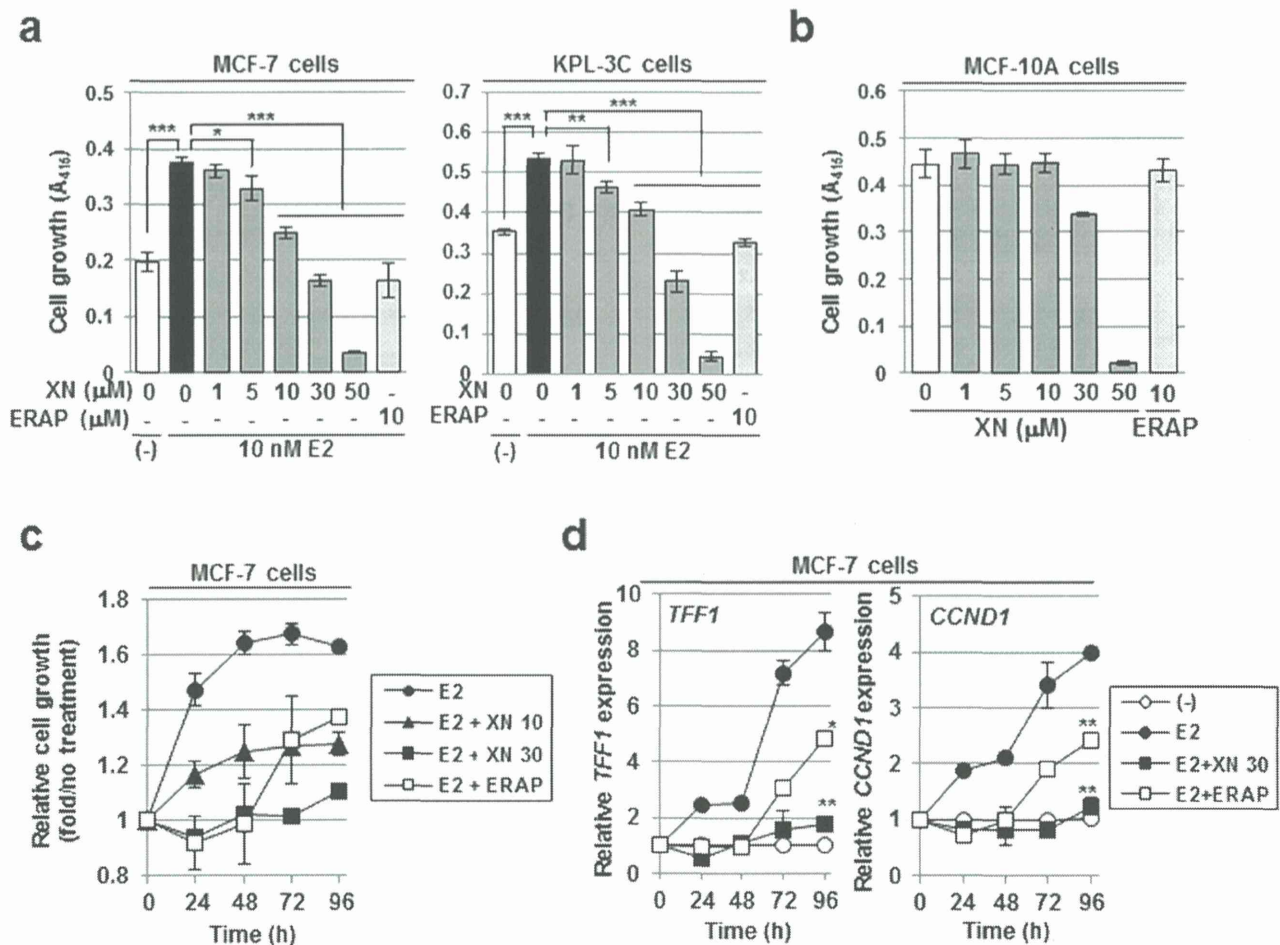 a
MCF-7 cells
Cell growth (A415)
0.5
0.4
0.3
0.2
0.1
0
***
*
***
XN (μM) 0 0 1 5 10 30 50 -
ERAP (μM) - - - - - - - 10
(-) 10 nM E2
KPL-3C cells
0.7
0.6
0.5
0.4
0.3
0.2
0.1
0
***
**
***
XN 0 0 1 5 10 30 50 -
ERAP - - - - - - - 10
(-) 10 nM E2
b
MCF-10A cells
Cell growth (A415)
0.6
0.5
0.4
0.3
0.2
0.1
0
0 1 5 10 30 50 10
XN (μM) ERAP
c
MCF-7 cells
Relative cell growth
(fold/no treatment)
1.8
1.6
1.4
1.2
1
0.8
0 24 48 72 96
Time (h)
E2
E2 + XN 10
E2 + XN 30
E2 + ERAP
d
MCF-7 cells
Relative TFF1 expression
10
8
6
4
2
0
TFF1
*
**
0 24 48 72 96
Time (h)
Relative CCND1 expression
5
4
3
2
1
0
CCND1
**
**
0 24 48 72 96
Time (h)
(-)
E2
E2+XN 30
E2+ERAP